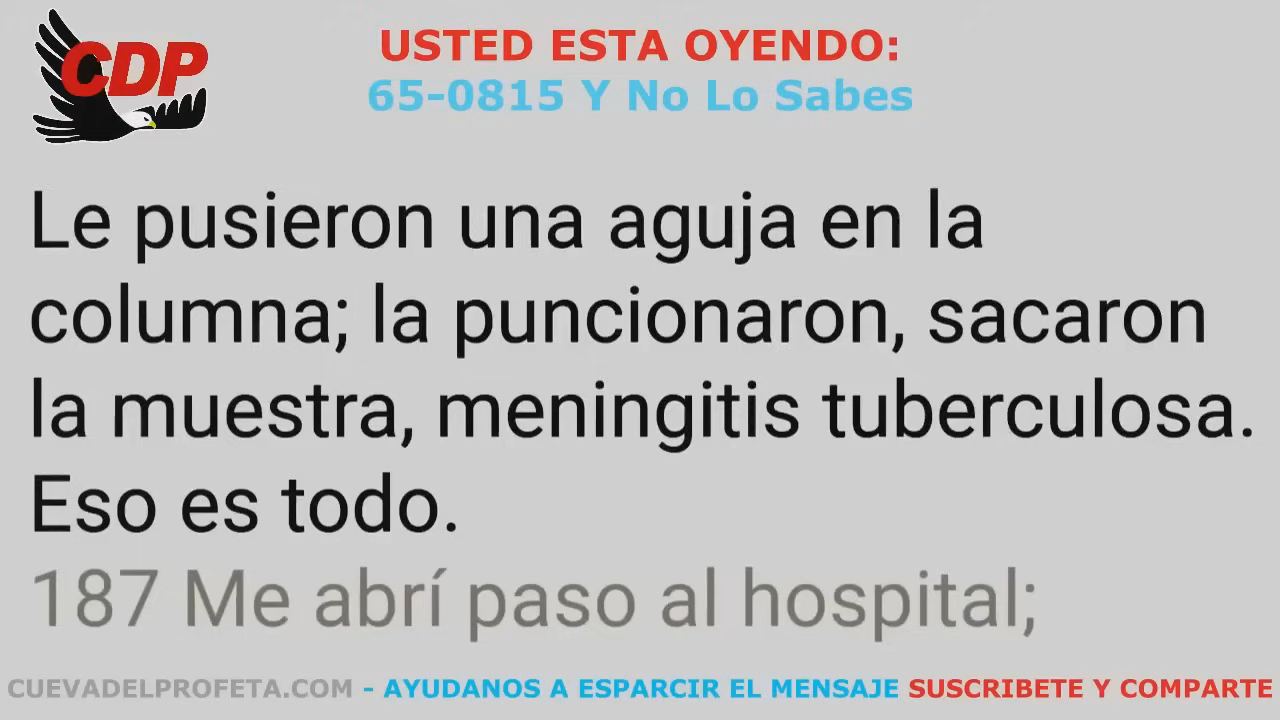 CDP
USTED ESTA OYENDO:
65-0815 Y No Lo Sabes
Le pusieron una aguja en la
columna; la puncionaron, sacaron
la muestra, meningitis tuberculosa.
Eso es todo.
187 Me abrí paso al hospital;
CUEVADELPROFETA.COM - AYUDANOS A ESPARCIR EL MENSAJE SUSCRIBETE Y COMPARTE